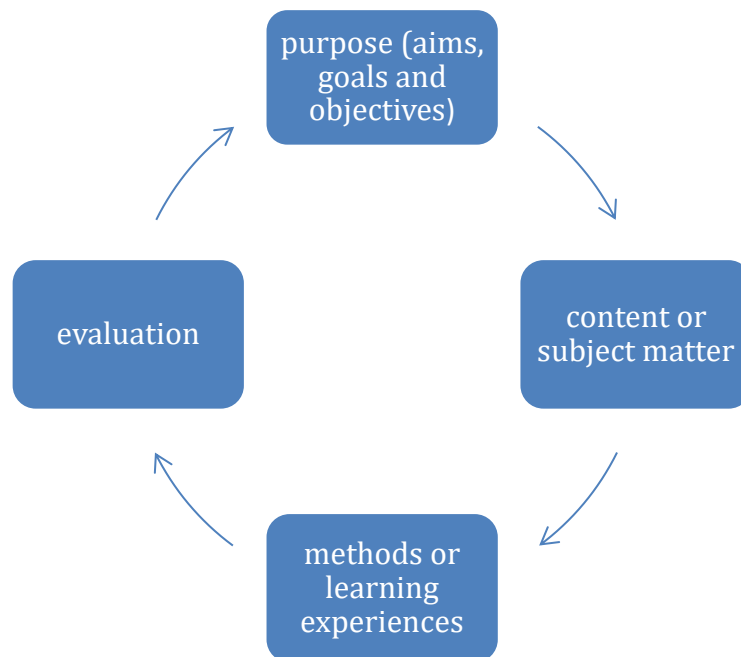 purpose (aims,
goals and
objectives)
content or
subject matter
methods or
learning
experiences
evaluation